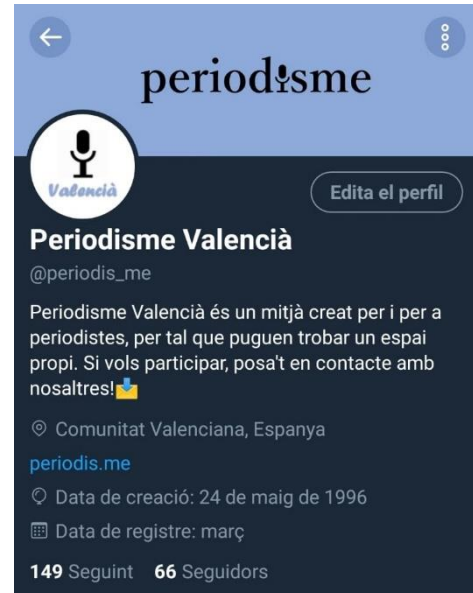 periodisme
Valencià
Edita el perfil
Periodisme Valencià
@periodis_me
Periodisme Valencià és un mitjà creat per i per a
periodistes, per tal que puguen trobar un espai
propi. Si vols participar, posa't en contacte amb
nosaltres!📩
Comunitat Valenciana, Espanya
periodis.me
Data de creació: 24 de maig de 1996
Data de registre: març
149 Seguint 66 Seguidors